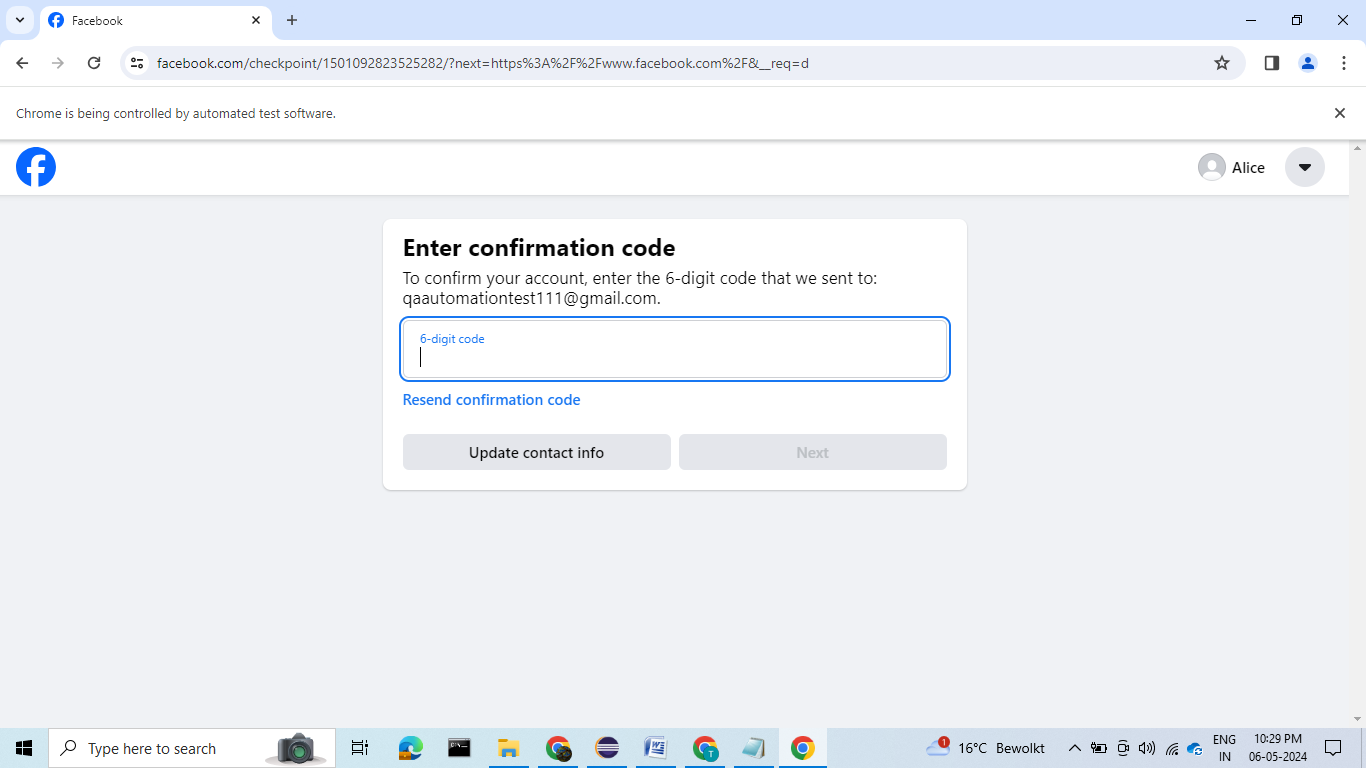 Facebook
facebook.com/checkpoint/1501092823525282/?next=https%3A%2F%2Fwww.facebook.com%2F&__req=d
Chrome is being controlled by automated test software.
Alice
Enter confirmation code
To confirm your account, enter the 6-digit code that we sent to:
qaautomationtest111@gmail.com.
6-digit code
Resend confirmation code
Update contact info
Next
Type here to search
W
T
1
16°C Bewolkt
ENG
IN
10:29 PM
06-05-2024